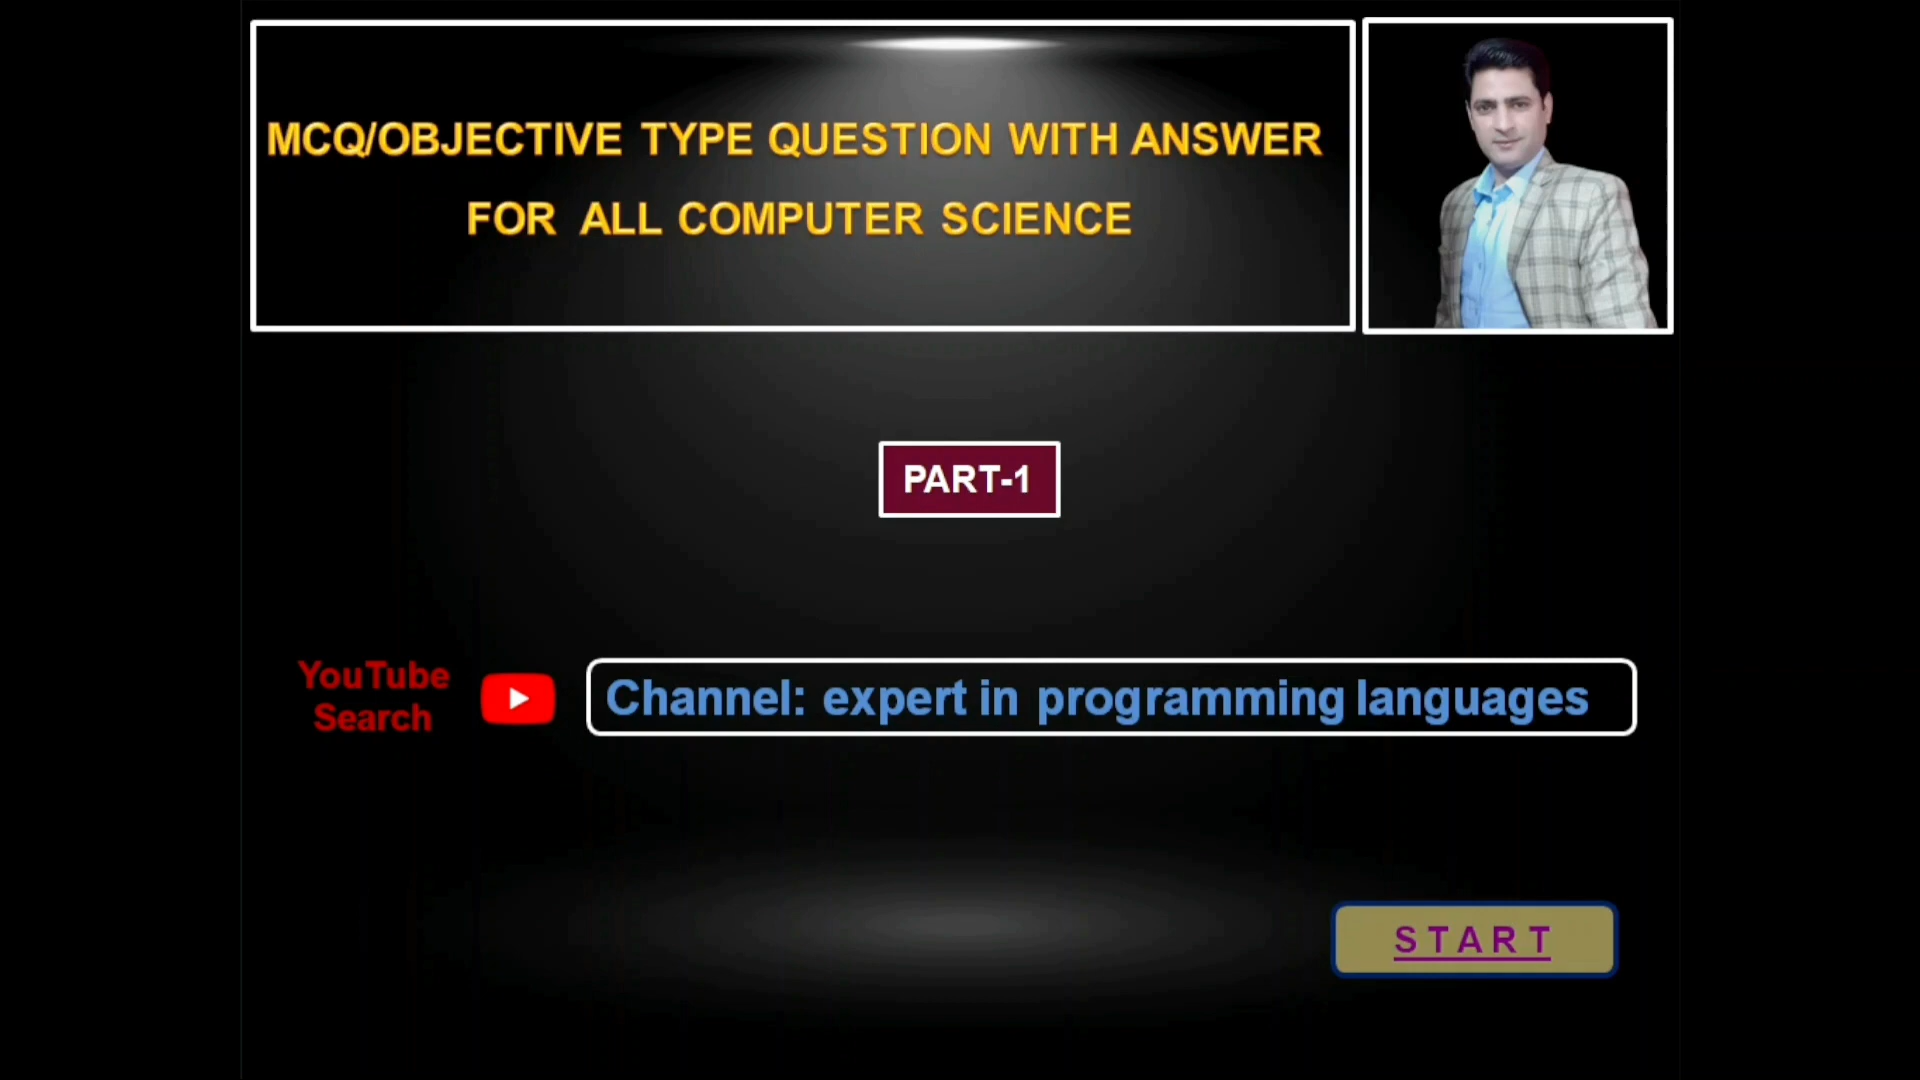 MCQ/OBJECTIVE TYPE QUESTION WITH ANSWER
FOR ALL COMPUTER SCIENCE
PART-1
YouTube
Search
Channel: expert in programming languages
START